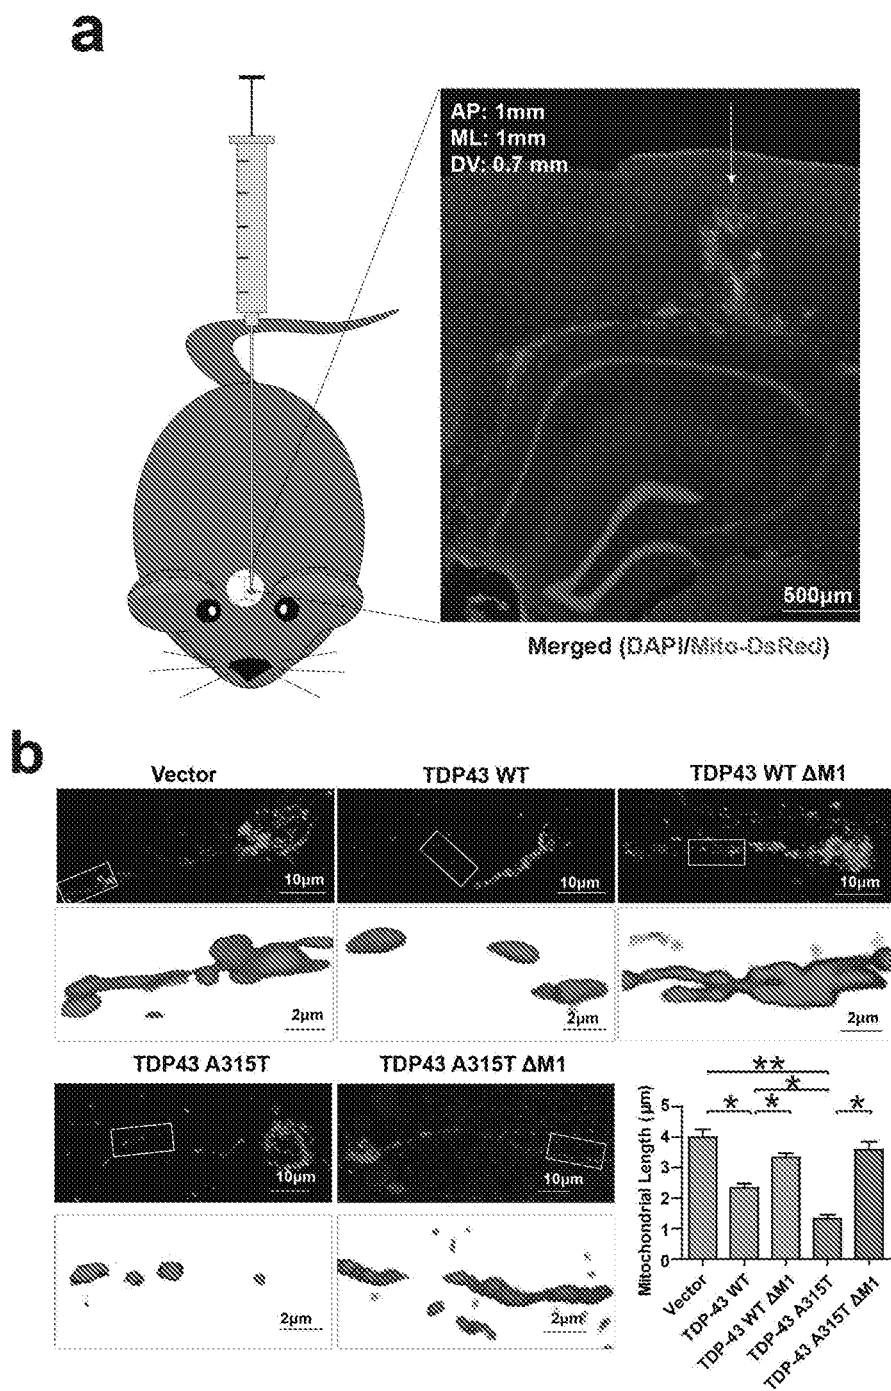 a
AP: 1mm
ML: 1mm
DV: 0.7 mm
500μm
Merged (DAPI/Mito-DsRed)
b
Vector
TDP43 WT
TDP43 WT ΔM1
10μm
10μm
10μm
2μm
2μm
2μm
TDP43 A315T
TDP43 A315T ΔM1
10μm
10μm
2μm
2μm
Mitochondrial Length (μm)
**
*
* *
*
5
4
3
2
1
0
Vector
TDP-43 WT
TDP-43 WT ΔM1
TDP-43 A315T
TDP-43 A315T ΔM1